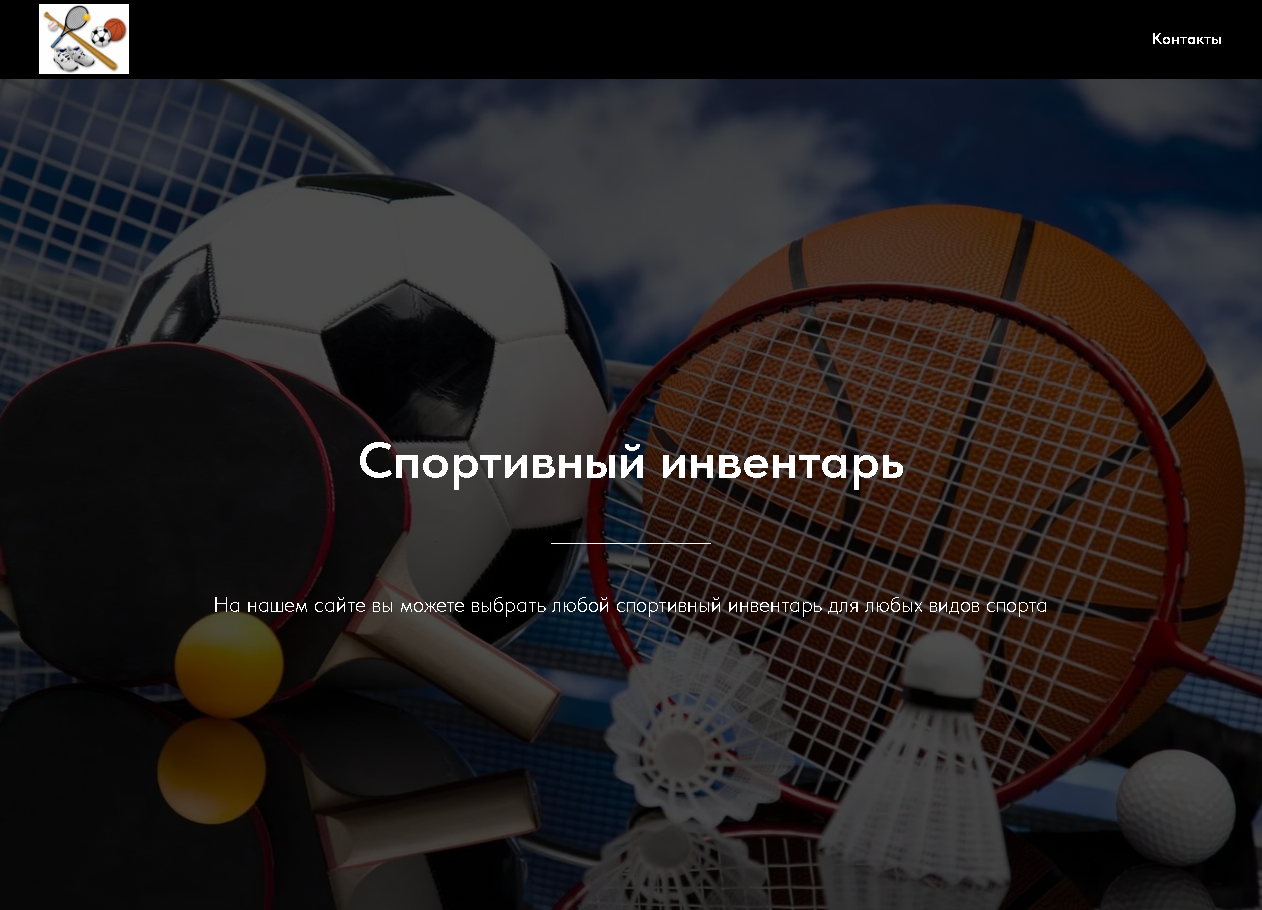 Контакты
Спортивный инвентарь
На нашем сайте вы можете выбрать любой спортивный инвентарь для любых видов спорта